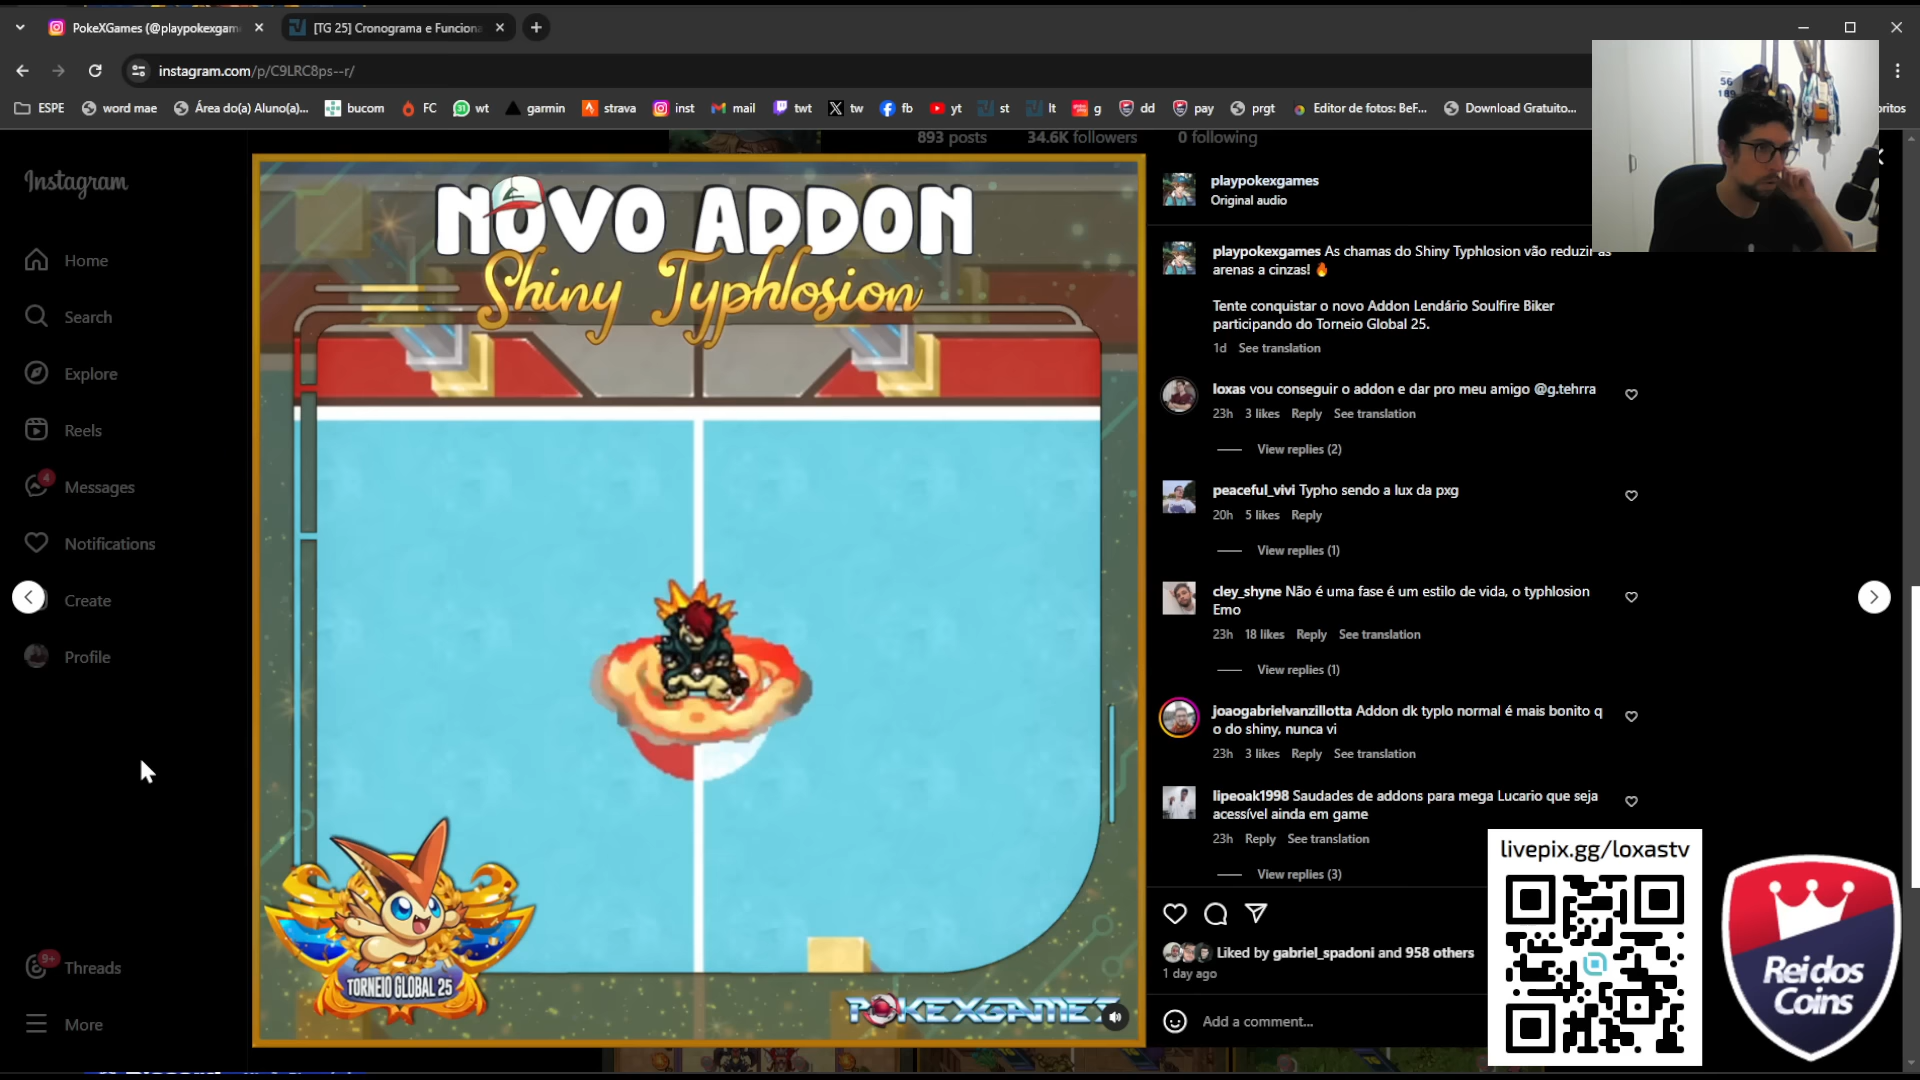 PokeXGames (@playpokexgam
[TG 25] Cronograma e Funciona
instagram.com/p/C9LRC8ps--r/
ESPE
word mae
Área do(a) Aluno(a)...
bucom
FC
wt
garmin
strava
inst
mail
twt
tw
fb
yt
st
lt
g
dd
pay
prgt
Editor de fotos: BeF...
Download Gratuito...
oritos
893 posts
34.6K followers
0 following
Instagram
Home
Search
Explore
Reels
4
Messages
Notifications
Create
Profile
9+
Threads
More
NOVO ADDON
Shiny Typhlosion
TORNEIO GLOBAL 25
POKEXGAMES
playpokexgames
Original audio
playpokexgames As chamas do Shiny Typhlosion vão reduzir as
arenas a cinzas! 🔥
Tente conquistar o novo Addon Lendário Soulfire Biker
participando do Torneio Global 25.
1d See translation
loxas vou conseguir o addon e dar pro meu amigo @g.tehrra
23h 3 likes Reply See translation
View replies (2)
peaceful_vivi Typho sendo a lux da pxg
20h 5 likes Reply
View replies (1)
cley_shyne Não é uma fase é um estilo de vida, o typhlosion
Emo
23h 18 likes Reply See translation
View replies (1)
joaogabrielvanzillotta Addon dk typlo normal é mais bonito q
o do shiny, nunca vi
23h 3 likes Reply See translation
lipeoak1998 Saudades de addons para mega Lucario que seja
acessível ainda em game
23h Reply See translation
View replies (3)
Liked by gabriel_spadoni and 958 others
1 day ago
Add a comment...
livepix.gg/loxastv
Rei dos
Coins